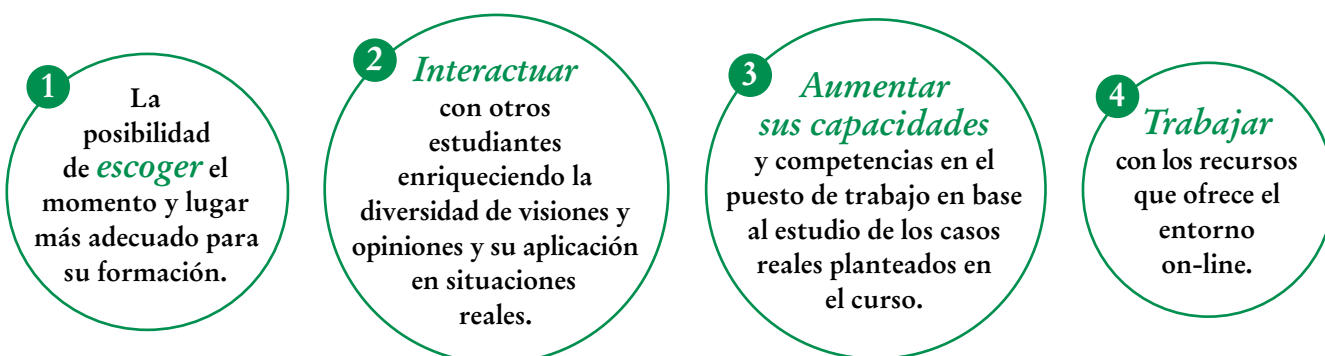 1
La
posibilidad
de escoger el
momento y lugar
más adecuado para
su formación.
2
Interactuar
con otros
estudiantes
enriqueciendo la
diversidad de visiones y
opiniones y su aplicación
en situaciones
reales.
3
Aumentar
sus capacidades
y competencias en el
puesto de trabajo en base
al estudio de los casos
reales planteados en
el curso.
4
Trabajar
con los recursos
que ofrece el
entorno
on-line.